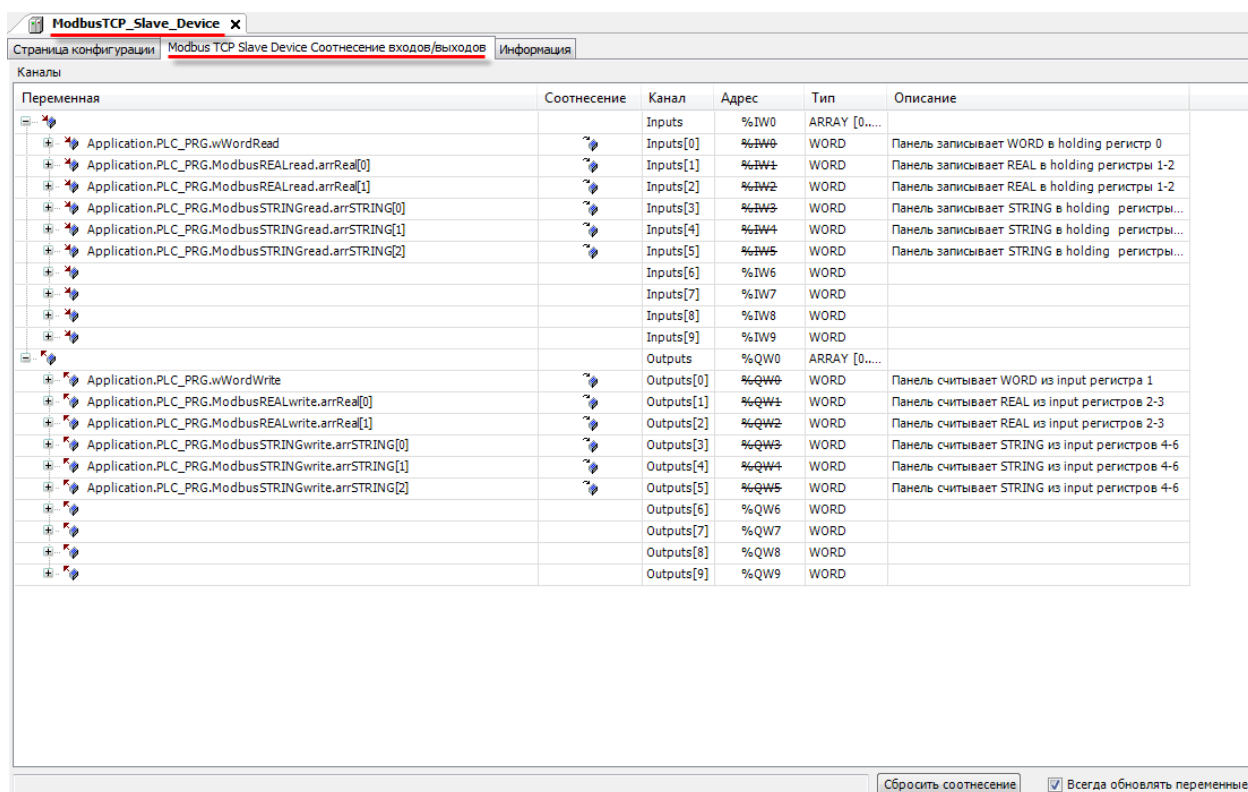 ModbusTCP_Slave_Device X
Страница конфигурации Modbus TCP Slave Device Соотнесение входов/выходов Информация
Каналы
Переменная Соотнесение Канал Адрес Тип Описание
Inputs %IW0 ARRAY [0.....
Application.PLC_PRG.wWordRead Inputs[0] %IW0 WORD Панель записывает WORD в holding регистр 0
Application.PLC_PRG.ModbusREALread.arrReal[0] Inputs[1] %IW1 WORD Панель записывает REAL в holding регистры 1-2
Application.PLC_PRG.ModbusREALread.arrReal[1] Inputs[2] %IW2 WORD Панель записывает REAL в holding регистры 1-2
Application.PLC_PRG.ModbusSTRINGread.arrSTRING[0] Inputs[3] %IW3 WORD Панель записывает STRING в holding регистры...
Application.PLC_PRG.ModbusSTRINGread.arrSTRING[1] Inputs[4] %IW4 WORD Панель записывает STRING в holding регистры...
Application.PLC_PRG.ModbusSTRINGread.arrSTRING[2] Inputs[5] %IW5 WORD Панель записывает STRING в holding регистры...
Inputs[6] %IW6 WORD
Inputs[7] %IW7 WORD
Inputs[8] %IW8 WORD
Inputs[9] %IW9 WORD
Outputs %QW0 ARRAY [0.....
Application.PLC_PRG.wWordWrite Outputs[0] %QW0 WORD Панель считывает WORD из input регистра 1
Application.PLC_PRG.ModbusREALwrite.arrReal[0] Outputs[1] %QW1 WORD Панель считывает REAL из input регистров 2-3
Application.PLC_PRG.ModbusREALwrite.arrReal[1] Outputs[2] %QW2 WORD Панель считывает REAL из input регистров 2-3
Application.PLC_PRG.ModbusSTRINGwrite.arrSTRING[0] Outputs[3] %QW3 WORD Панель считывает STRING из input регистров 4-6
Application.PLC_PRG.ModbusSTRINGwrite.arrSTRING[1] Outputs[4] %QW4 WORD Панель считывает STRING из input регистров 4-6
Application.PLC_PRG.ModbusSTRINGwrite.arrSTRING[2] Outputs[5] %QW5 WORD Панель считывает STRING из input регистров 4-6
Outputs[6] %QW6 WORD
Outputs[7] %QW7 WORD
Outputs[8] %QW8 WORD
Outputs[9] %QW9 WORD
Сбросить соотнесение Всегда обновлять переменные